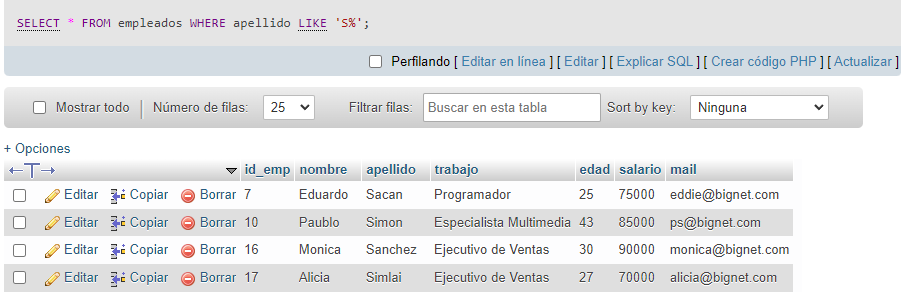 SELECT * FROM empleados WHERE apellido LIKE 'S%';
Perfilando [ Editar en línea ] [ Editar ] [ Explicar SQL ] [ Crear código PHP ] [ Actualizar ]
Mostrar todo Número de filas: 25 Filtrar filas: Buscar en esta tabla Sort by key: Ninguna
+ Opciones
←T→ id_emp nombre apellido trabajo edad salario mail
Editar Copiar Borrar 7 Eduardo Sacan Programador 25 75000 eddie@bignet.com
Editar Copiar Borrar 10 Paublo Simon Especialista Multimedia 43 85000 ps@bignet.com
Editar Copiar Borrar 16 Monica Sanchez Ejecutivo de Ventas 30 90000 monica@bignet.com
Editar Copiar Borrar 17 Alicia Simlai Ejecutivo de Ventas 27 70000 alicia@bignet.com